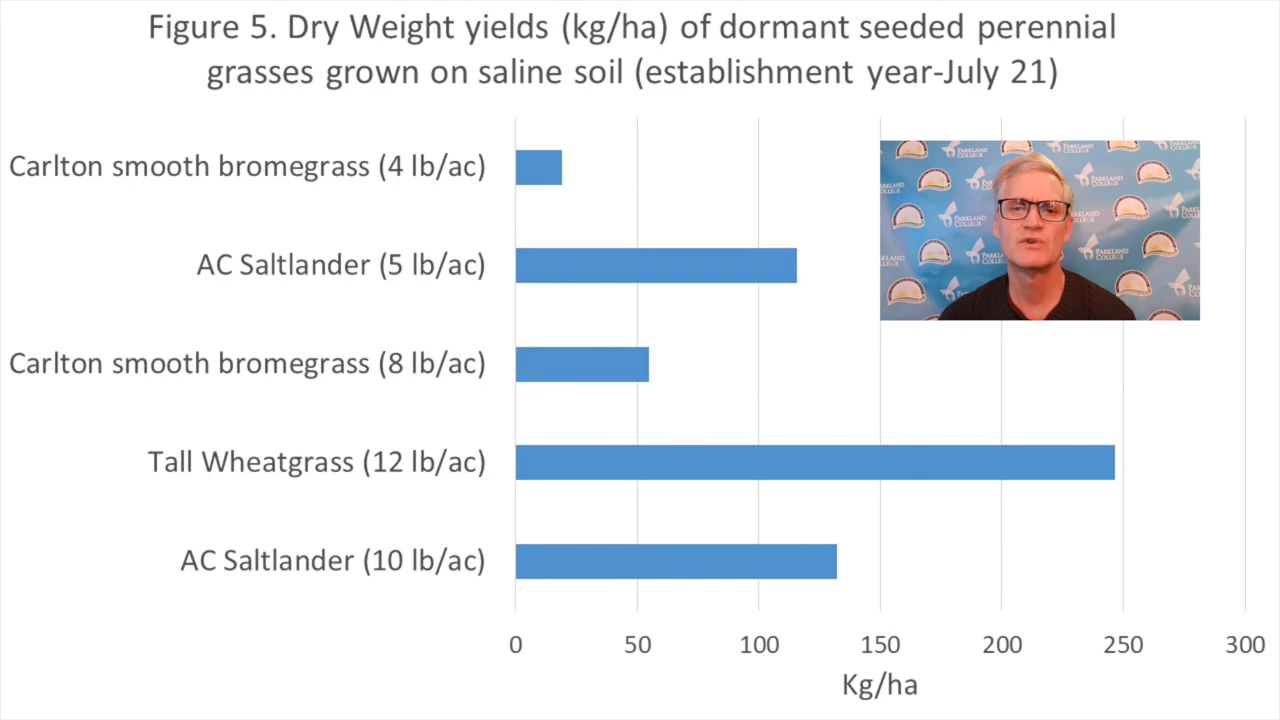 Figure 5. Dry Weight yields (kg/ha) of dormant seeded perennial
grasses grown on saline soil (establishment year-July 21)
Carlton smooth bromegrass (4 lb/ac)
AC Saltlander (5 lb/ac)
Carlton smooth bromegrass (8 lb/ac)
Tall Wheatgrass (12 lb/ac)
AC Saltlander (10 lb/ac)
0 50 100 150 200 250 300
Kg/ha
PARKLAND
COLLEGE